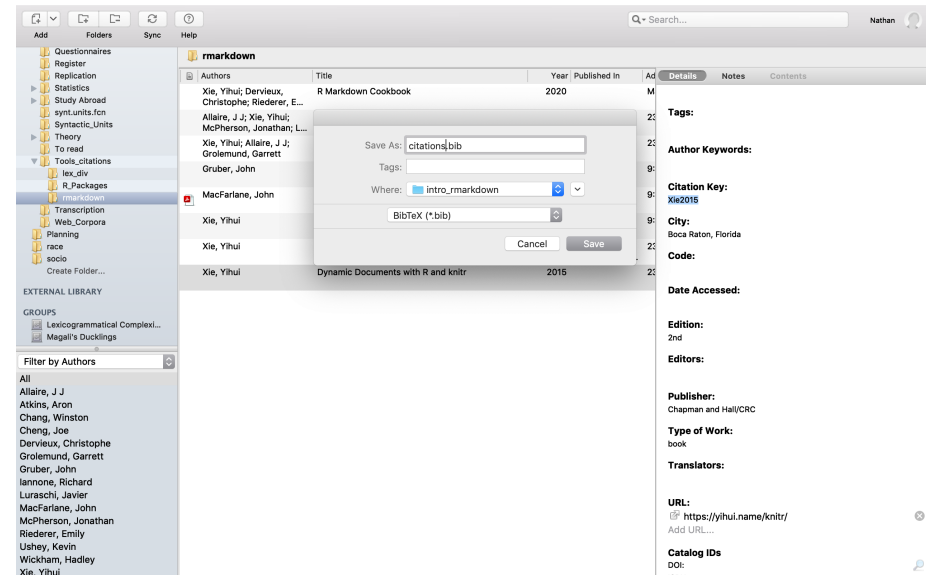 Search...
Nathan
Add
Folders
Sync
Help
Questionnaires
Register
Replication
Statistics
Study Abroad
synt.units.fcn
Syntactic_Units
Theory
To read
Tools_citations
lex_div
R_Packages
rmarkdown
Transcription
Web_Corpora
Planning
race
socio
Create Folder...
EXTERNAL LIBRARY
GROUPS
Lexicogrammatical Complexi...
Magali's Ducklings
Filter by Authors
All
Allaire, J J
Atkins, Aron
Chang, Winston
Cheng, Joe
Dervieux, Christophe
Grolemund, Garrett
Gruber, John
Iannone, Richard
Luraschi, Javier
MacFarlane, John
McPherson, Jonathan
Riederer, Emily
Ushey, Kevin
Wickham, Hadley
Xie, Yihui
rmarkdown
Authors Title Year Published In Ad
Xie, Yihui; Dervieux, R Markdown Cookbook 2020 M
Christophe; Riederer, E...
Allaire, J J; Xie, Yihui; 23
McPherson, Jonathan; L...
Xie, Yihui; Allaire, J J; 23
Grolemund, Garrett
Gruber, John 9:
MacFarlane, John 9:
Xie, Yihui 9:
Xie, Yihui 23
Xie, Yihui Dynamic Documents with R and knitr 2015 23
Save As: citations.bib
Tags:
Where: intro_rmarkdown
BibTeX (*.bib)
Cancel Save
Details Notes Contents
Tags:
Author Keywords:
Citation Key:
Xie2015
City:
Boca Raton, Florida
Code:
Date Accessed:
Edition:
2nd
Editors:
Publisher:
Chapman and Hall/CRC
Type of Work:
book
Translators:
URL:
https://yihui.name/knitr/
Add URL...
Catalog IDs
DOI: